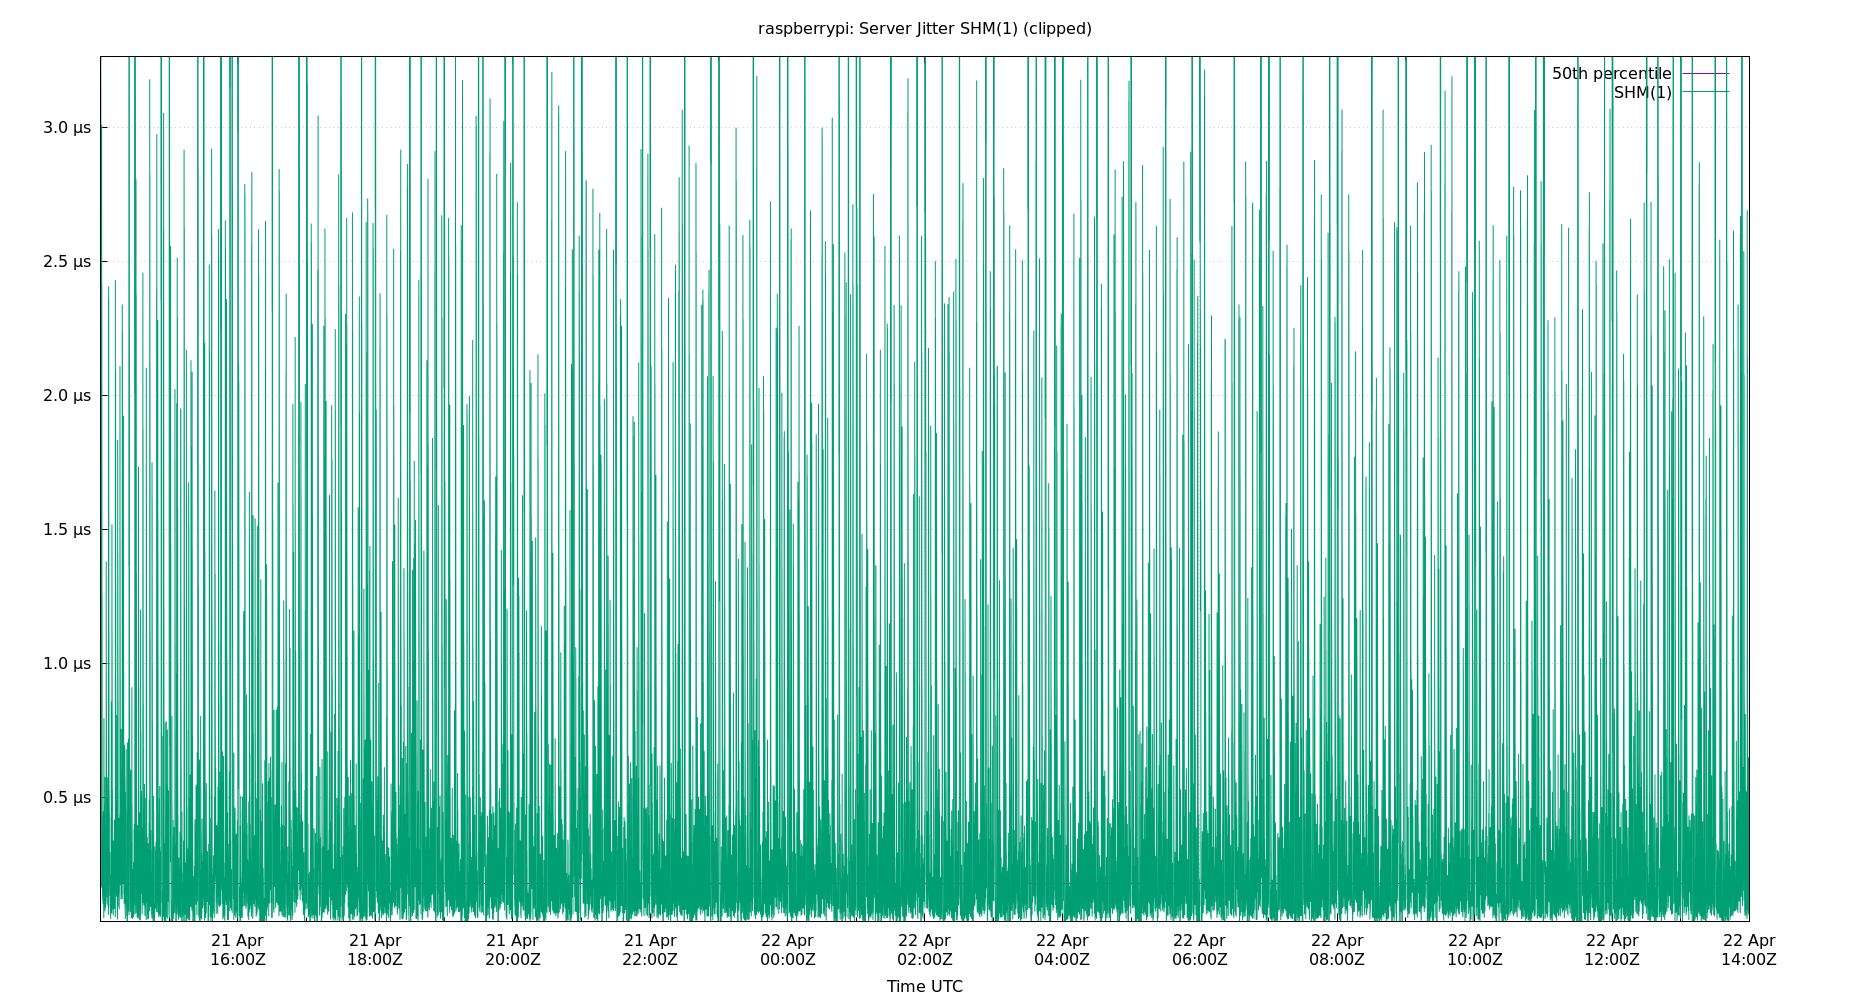 raspberrypi: Server Jitter SHM(1) (clipped)
50th percentile
SHM(1)
3.0 μs
2.5 μs
2.0 μs
1.5 μs
1.0 μs
0.5 μs
21 Apr 21 Apr 21 Apr 21 Apr 22 Apr 22 Apr 22 Apr 22 Apr 22 Apr 22 Apr 22 Apr 22 Apr
16:00Z 18:00Z 20:00Z 22:00Z 00:00Z 02:00Z 04:00Z 06:00Z 08:00Z 10:00Z 12:00Z 14:00Z
Time UTC